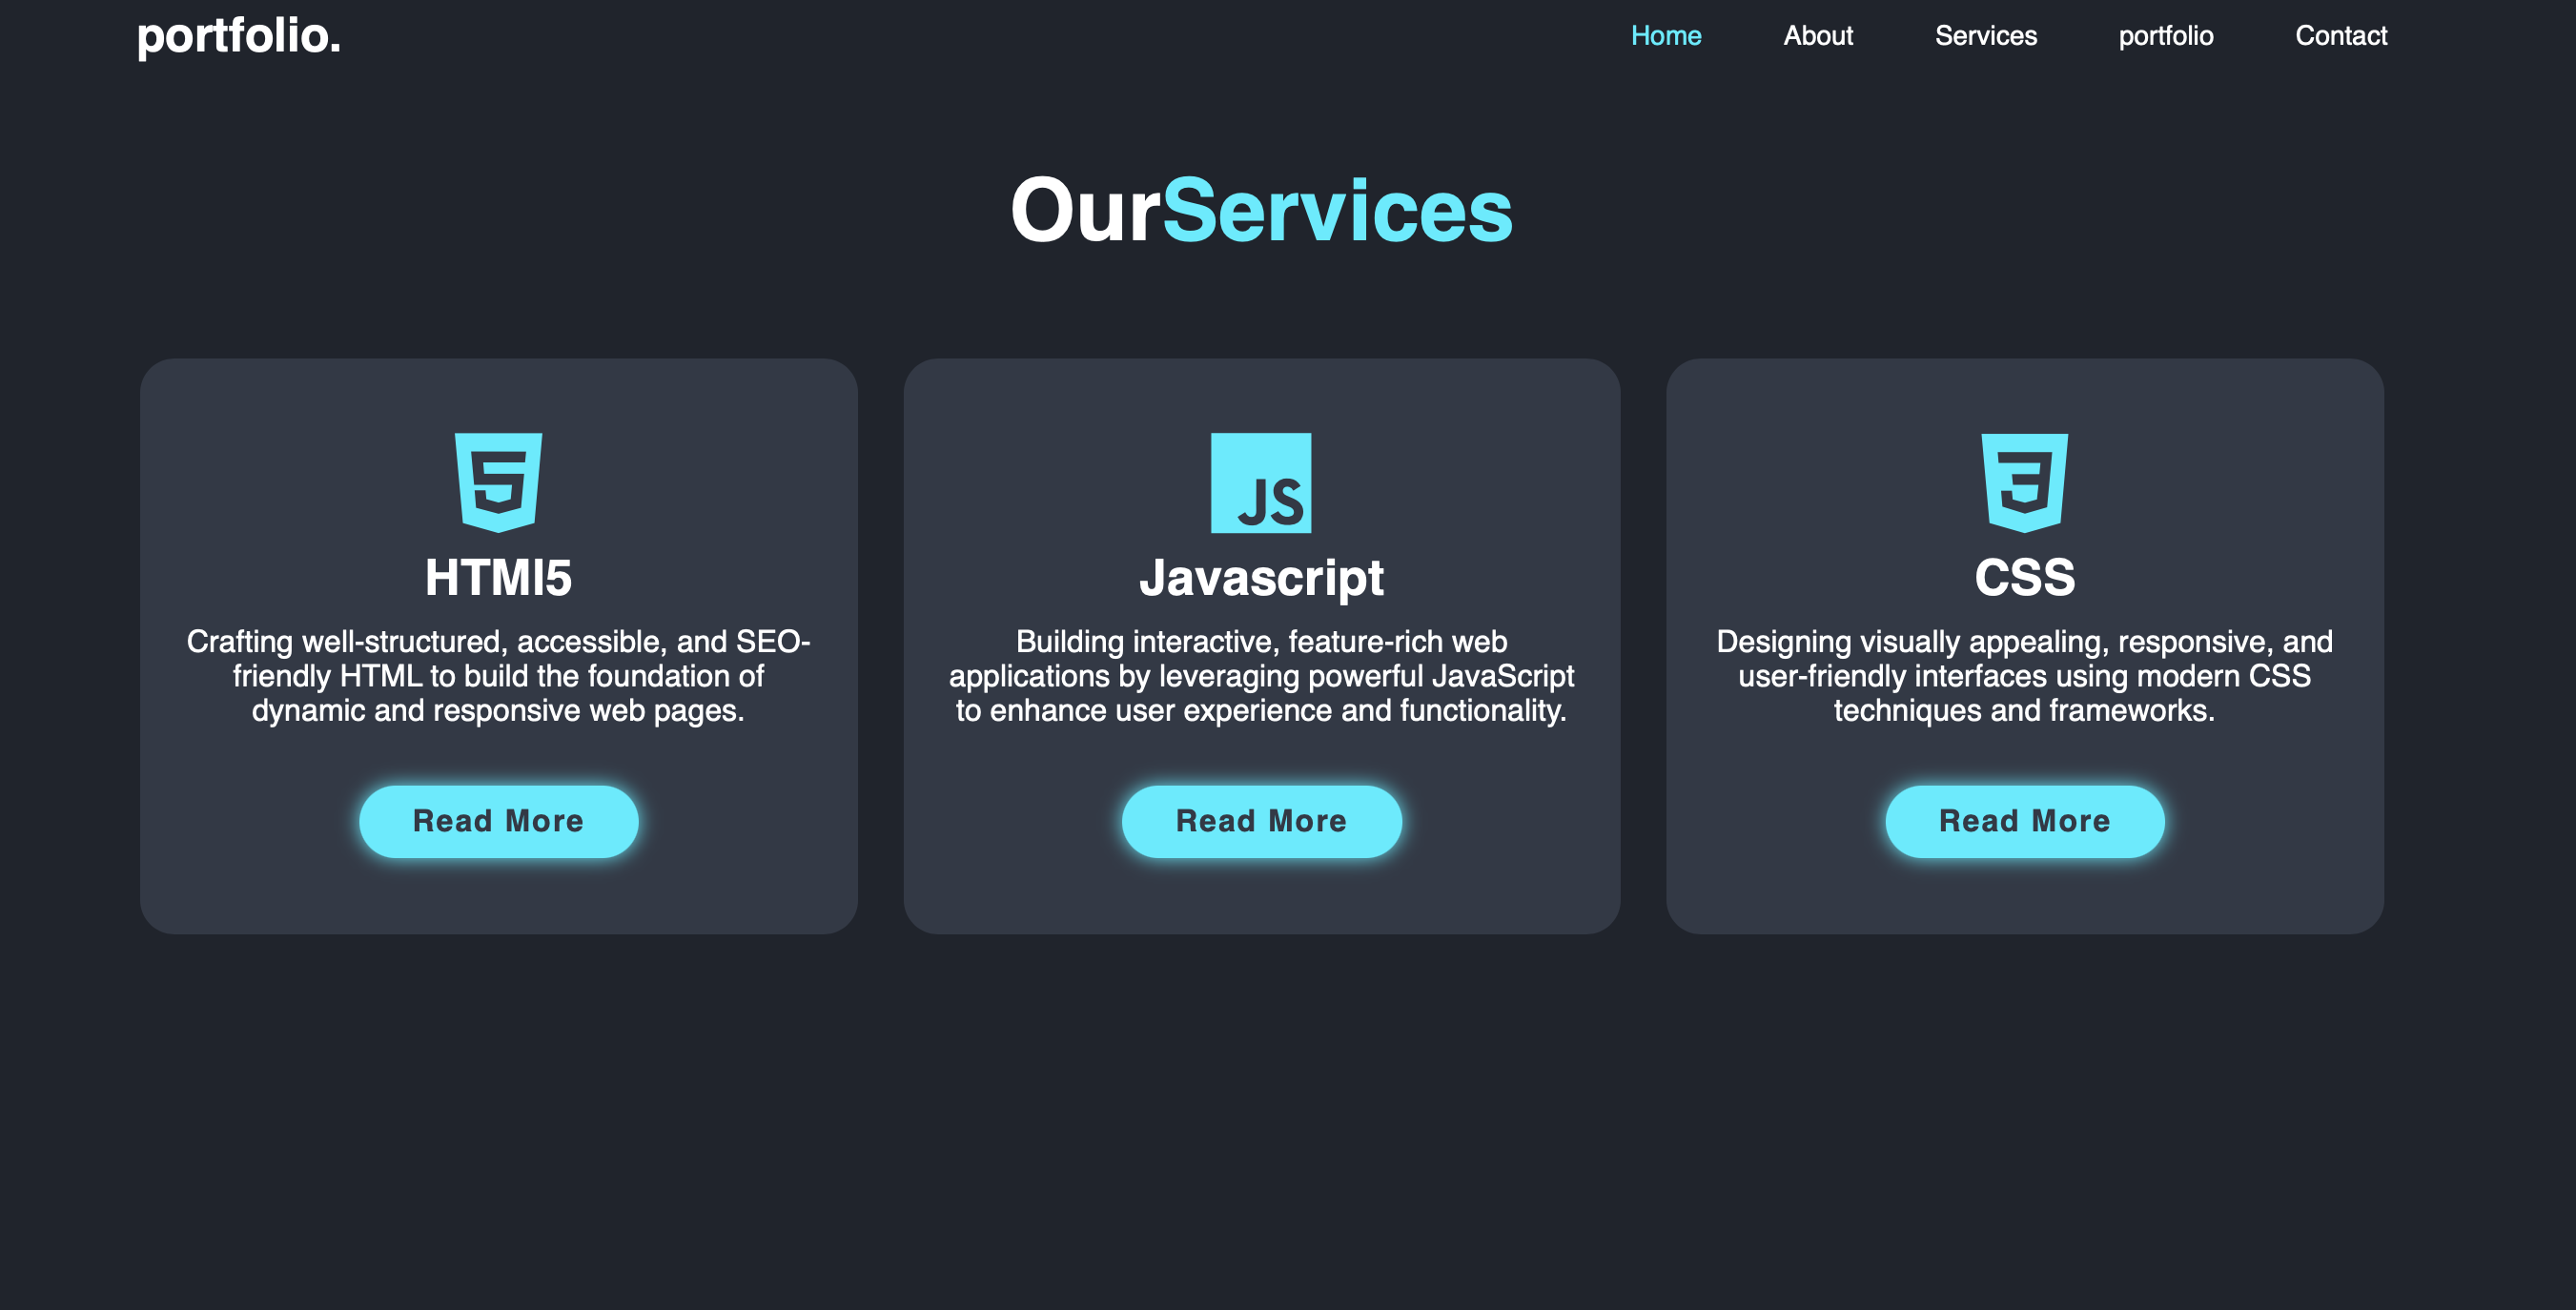 portfolio.
Home About Services portfolio Contact
OurServices
JS
HTMl5
Crafting well-structured, accessible, and SEO-
friendly HTML to build the foundation of
dynamic and responsive web pages.
Read More
Javascript
Building interactive, feature-rich web
applications by leveraging powerful JavaScript
to enhance user experience and functionality.
Read More
CSS
Designing visually appealing, responsive, and
user-friendly interfaces using modern CSS
techniques and frameworks.
Read More